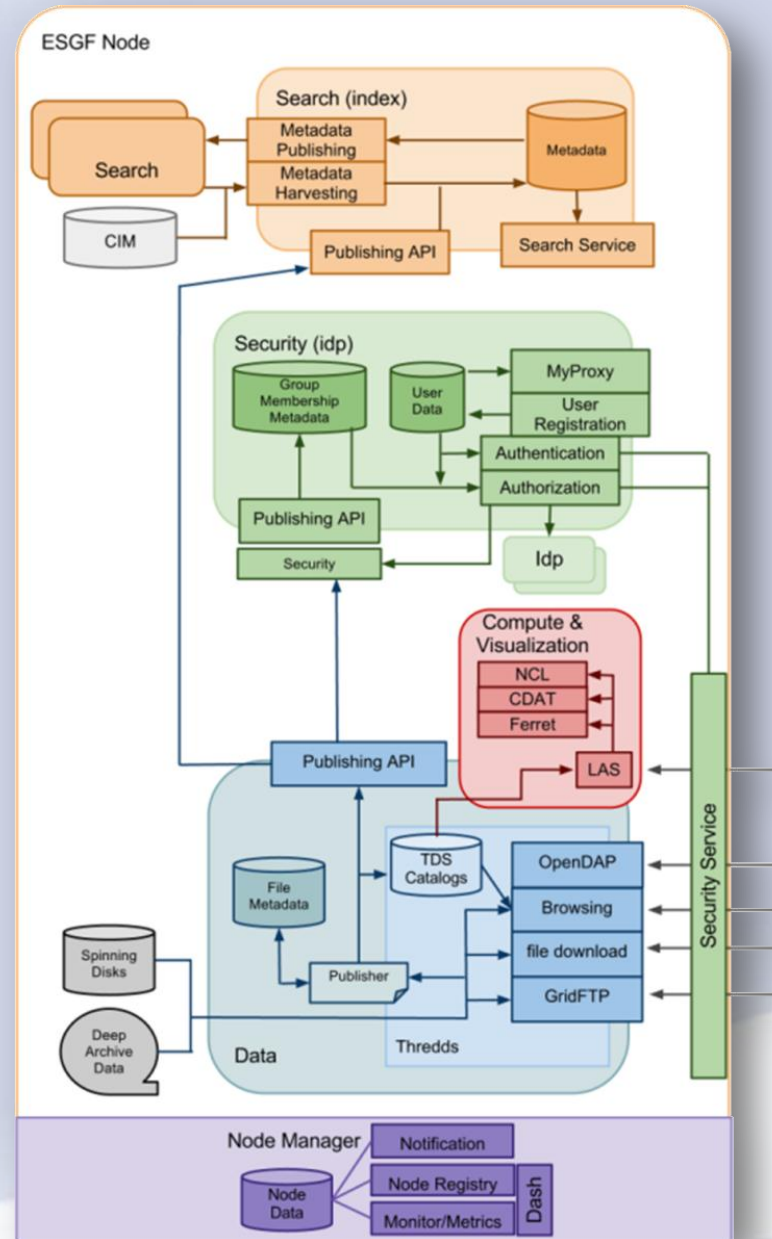 ESGF Node
Search (index)
Metadata
Publishing
Metadata
Search
Metadata
Harvesting
CIM
Publishing API
Search Service
Security (idp)
Group
Membership
Metadata
User
Data
MyProxy
User
Registration
Authentication
Authorization
Publishing API
Security
Idp
Compute &
Visualization
NCL
CDAT
Ferret
LAS
Publishing API
Security Service
TDS
Catalogs
OpenDAP
File
Metadata
Browsing
file download
Spinning
Disks
Publisher
GridFTP
Deep
Archive
Data
Data
Thredds
Node Manager
Notification
Node
Data
Node Registry
Monitor/Metrics
Dash